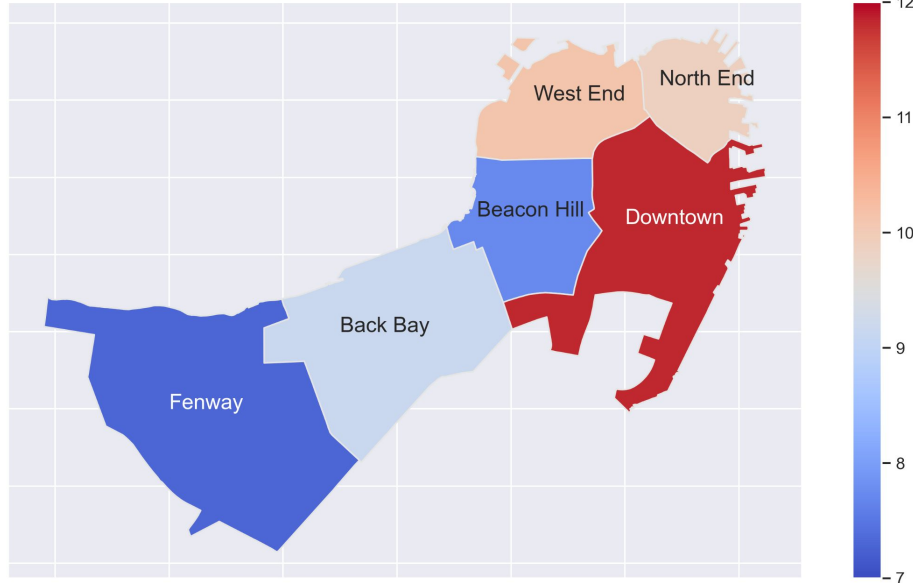 12
North End
West End
11
Beacon Hill
Downtown
10
Back Bay
9
Fenway
8
7